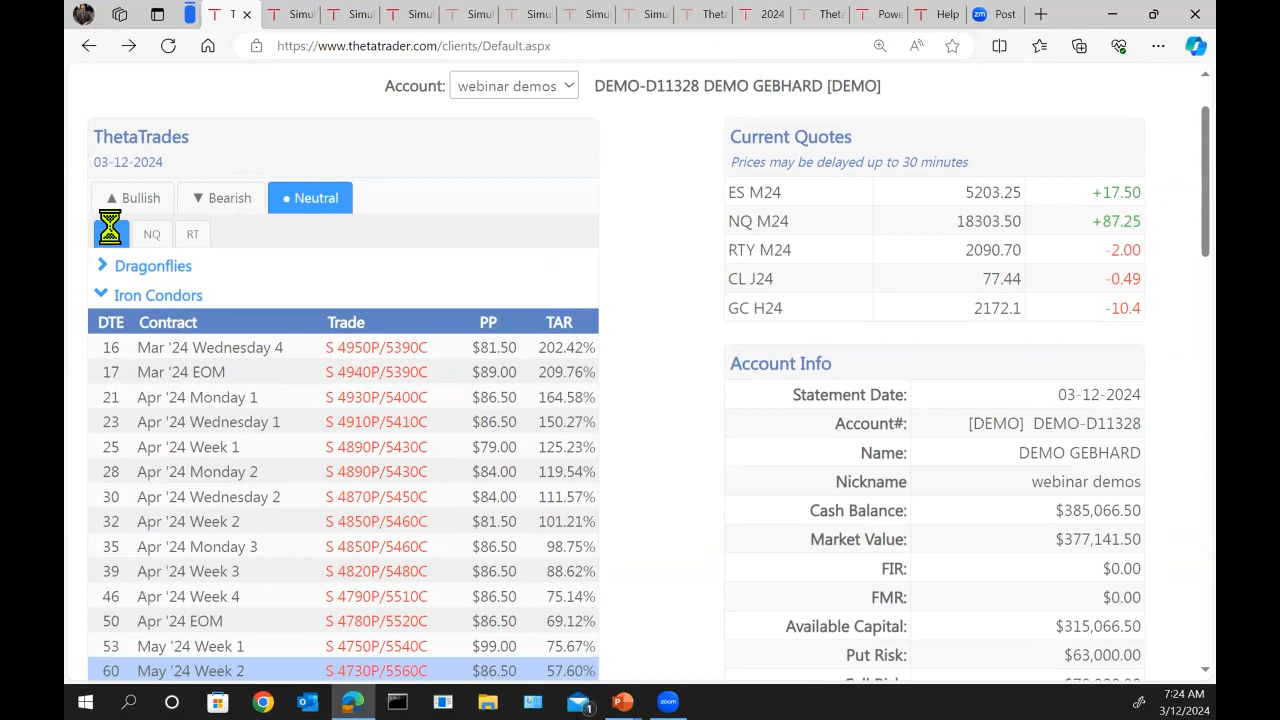 T
Simul
Simul
Simul
Simul
Simul
Simul
Simul
Theta
2024
Theta
Powe
Help
zm Post
https://www.thetatrader.com/clients/Default.aspx
Account: webinar demos DEMO-D11328 DEMO GEBHARD [DEMO]
ThetaTrades
03-12-2024
▲ Bullish ▼ Bearish ● Neutral
NQ RT
Dragonflies
Iron Condors
DTE Contract Trade PP TAR
16 Mar '24 Wednesday 4 S 4950P/5390C $81.50 202.42%
17 Mar '24 EOM S 4940P/5390C $89.00 209.76%
21 Apr '24 Monday 1 S 4930P/5400C $86.50 164.58%
23 Apr '24 Wednesday 1 S 4910P/5410C $86.50 150.27%
25 Apr '24 Week 1 S 4890P/5430C $79.00 125.23%
28 Apr '24 Monday 2 S 4890P/5430C $84.00 119.54%
30 Apr '24 Wednesday 2 S 4870P/5450C $84.00 111.57%
32 Apr '24 Week 2 S 4850P/5460C $81.50 101.21%
35 Apr '24 Monday 3 S 4850P/5460C $86.50 98.75%
39 Apr '24 Week 3 S 4820P/5480C $86.50 88.62%
46 Apr '24 Week 4 S 4790P/5510C $86.50 75.14%
50 Apr '24 EOM S 4780P/5520C $86.50 69.12%
53 May '24 Week 1 S 4750P/5540C $99.00 75.67%
60 May '24 Week 2 S 4730P/5560C $86.50 57.60%
Current Quotes
Prices may be delayed up to 30 minutes
ES M24 5203.25 +17.50
NQ M24 18303.50 +87.25
RTY M24 2090.70 -2.00
CL J24 77.44 -0.49
GC H24 2172.1 -10.4
Account Info
Statement Date: 03-12-2024
Account#: [DEMO] DEMO-D11328
Name: DEMO GEBHARD
Nickname webinar demos
Cash Balance: $385,066.50
Market Value: $377,141.50
FIR: $0.00
FMR: $0.00
Available Capital: $315,066.50
Put Risk: $63,000.00
1
zoom
7:24 AM
3/12/2024